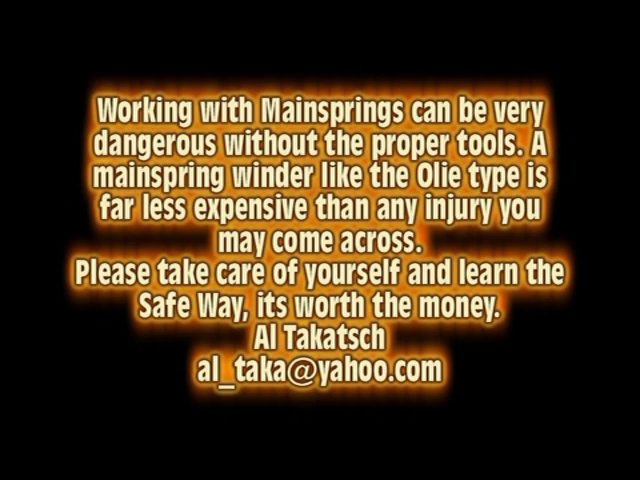 Working with Mainsprings can be very
dangerous without the proper tools. A
mainspring winder like the Olie type is
far less expensive than any injury you
may come across.
Please take care of yourself and learn the
Safe Way, its worth the money.
Al Takatsch
al_taka@yahoo.com